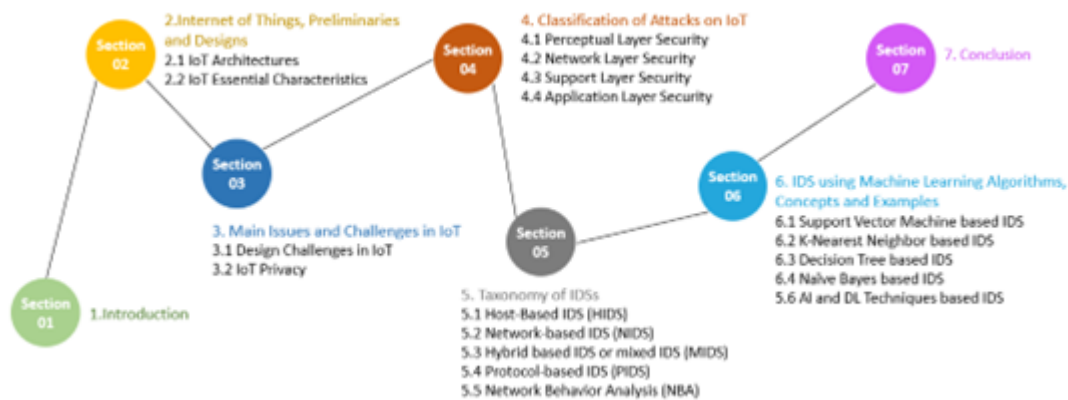 Section
01
1.Introduction
Section
02
2.Internet of Things, Preliminaries
and Designs
2.1 IoT Architectures
2.2 IoT Essential Characteristics
Section
03
3. Main Issues and Challenges in IoT
3.1 Design Challenges in IoT
3.2 IoT Privacy
Section
04
4. Classification of Attacks on IoT
4.1 Perceptual Layer Security
4.2 Network Layer Security
4.3 Support Layer Security
4.4 Application Layer Security
Section
05
5. Taxonomy of IDSs
5.1 Host-Based IDS (HIDS)
5.2 Network-based IDS (NIDS)
5.3 Hybrid based IDS or mixed IDS (MIDS)
5.4 Protocol-based IDS (PIDS)
5.5 Network Behavior Analysis (NBA)
Section
06
6. IDS using Machine Learning Algorithms,
Concepts and Examples
6.1 Support Vector Machine based IDS
6.2 K-Nearest Neighbor based IDS
6.3 Decision Tree based IDS
6.4 Naïve Bayes based IDS
5.6 AI and DL Techniques based IDS
Section
07
7. Conclusion